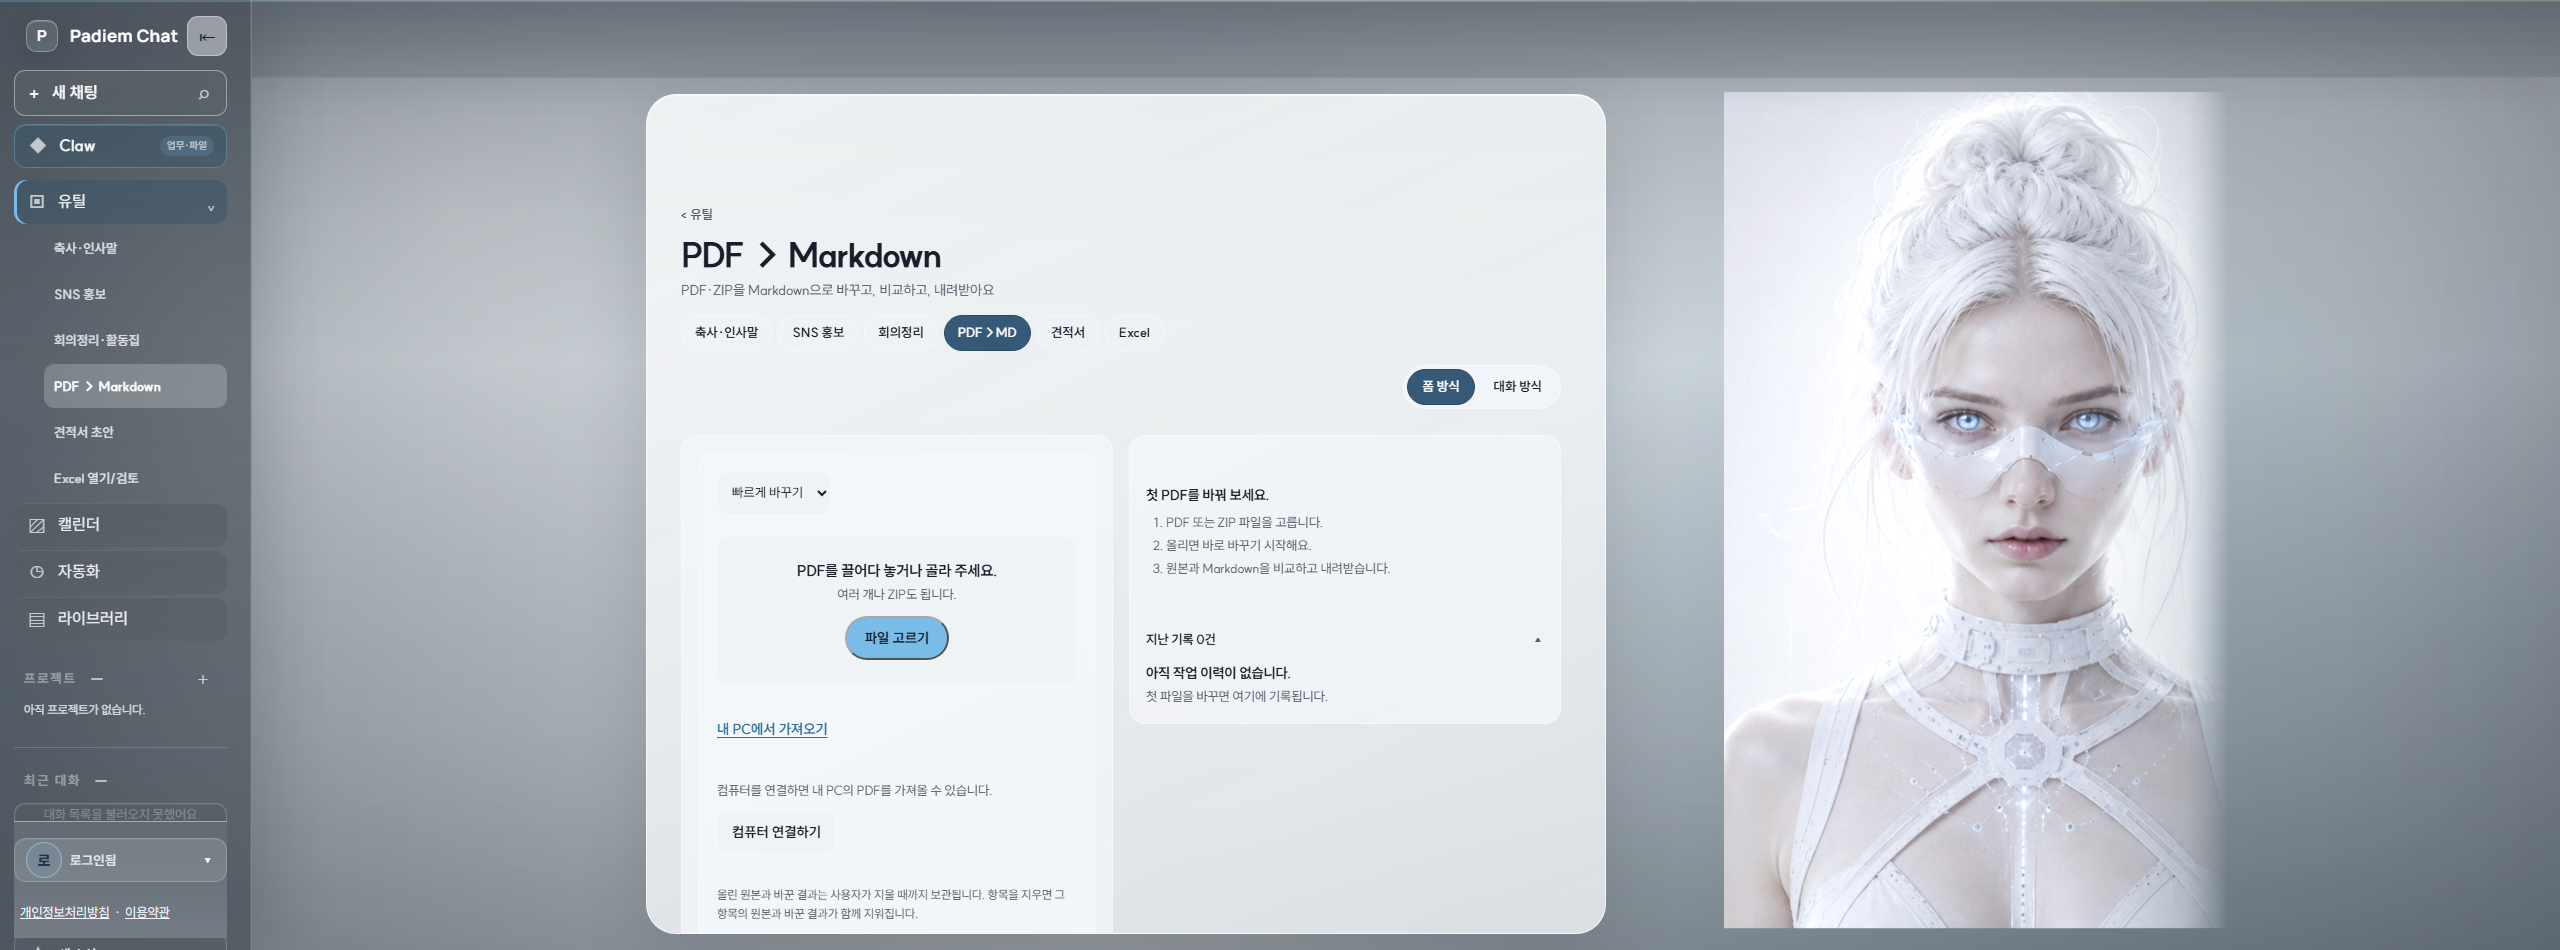 P Padiem Chat
+ 새 채팅
Claw 업무·파일
유틸
축사·인사말
SNS 홍보
회의정리·활동집
PDF > Markdown
견적서 초안
Excel 열기/검토
캘린더
자동화
라이브러리
프로젝트
아직 프로젝트가 없습니다.
최근 대화
대화 목록을 불러오지 못했어요
로 로그인됨
개인정보처리방침 · 이용약관
< 유틸
PDF > Markdown
PDF·ZIP을 Markdown으로 바꾸고, 비교하고, 내려받아요
축사·인사말 SNS 홍보 회의정리 PDF > MD 견적서 Excel
폼 방식 대화 방식
빠르게 바꾸기
PDF를 끌어다 놓거나 골라 주세요.
여러 개나 ZIP도 됩니다.
파일 고르기
내 PC에서 가져오기
컴퓨터를 연결하면 내 PC의 PDF를 가져올 수 있습니다.
컴퓨터 연결하기
올린 원본과 바꾼 결과는 사용자가 지울 때까지 보관됩니다. 항목을 지우면 그
항목의 원본과 바꾼 결과가 함께 지워집니다.
첫 PDF를 바꿔 보세요.
1. PDF 또는 ZIP 파일을 고릅니다.
2. 올리면 바로 바꾸기 시작해요.
3. 원본과 Markdown을 비교하고 내려받습니다.
지난 기록 0건
아직 작업 이력이 없습니다.
첫 파일을 바꾸면 여기에 기록됩니다.